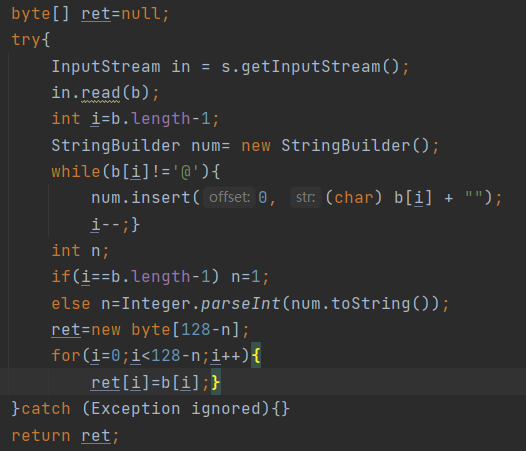 byte[] ret=null;
try{
InputStream in = s.getInputStream();
in.read(b);
int i=b.length-1;
StringBuilder num= new StringBuilder();
while(b[i]!='@'){
num.insert( offset: 0, str: (char) b[i] + "");
i--;}
int n;
if(i==b.length-1) n=1;
else n=Integer.parseInt(num.toString());
ret=new byte[128-n];
for(i=0;i<128-n;i++){
ret[i]=b[i];}
}catch (Exception ignored){}
return ret;